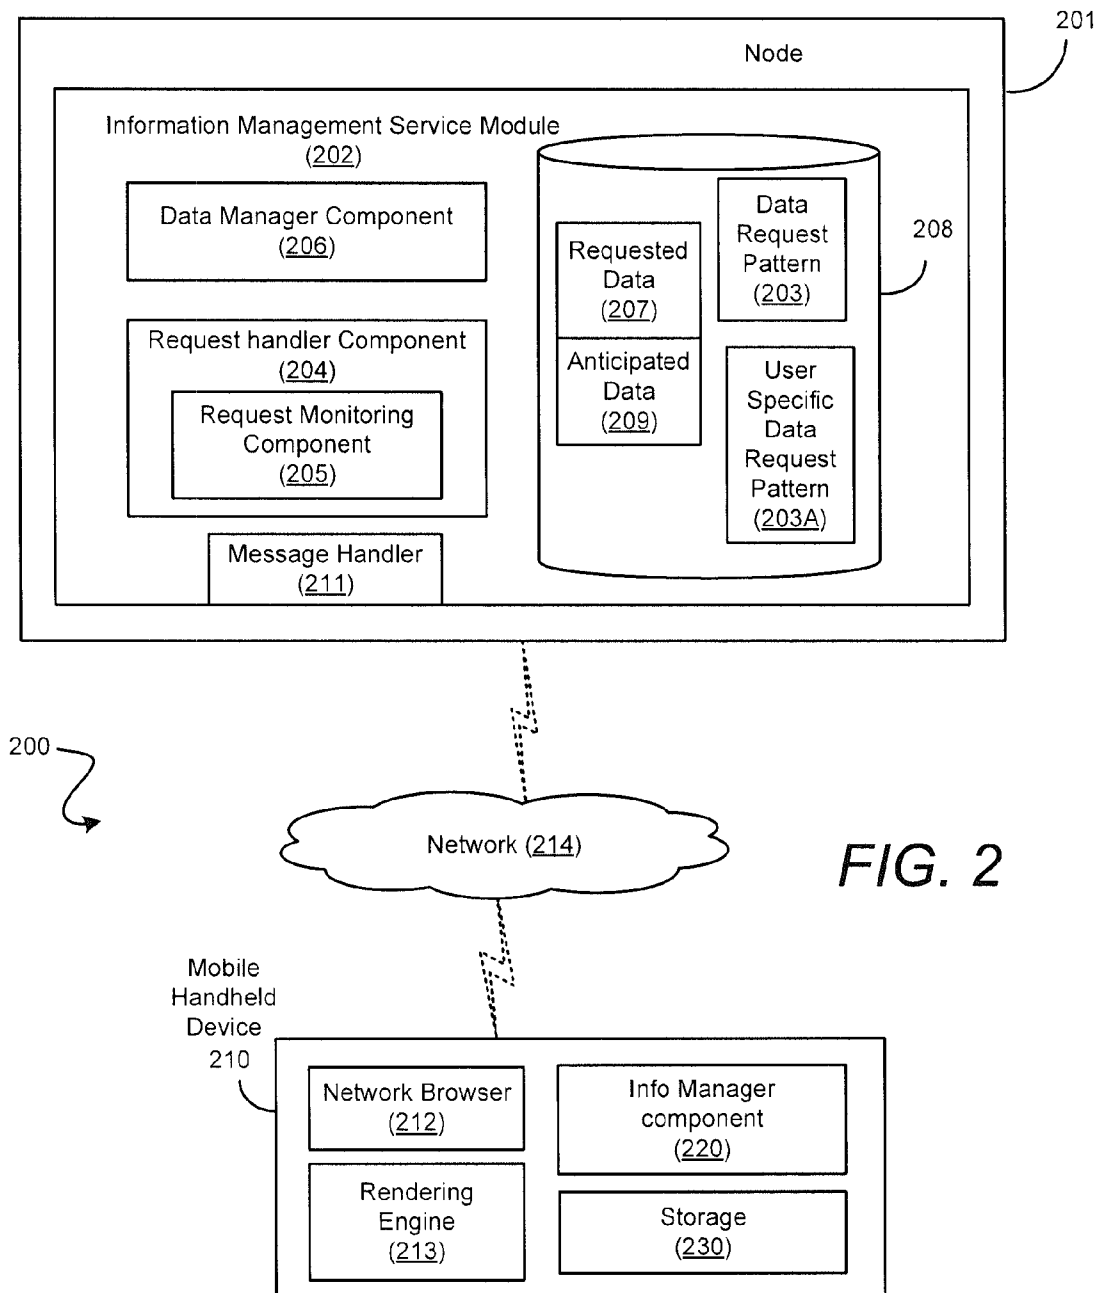 201
Node
Information Management Service Module
(202)
Data Manager Component
(206)
Request handler Component
(204)
Request Monitoring
Component
(205)
Message Handler
(211)
Requested
Data
(207)
Anticipated
Data
(209)
Data
Request
Pattern
(203)
User
Specific
Data
Request
Pattern
(203A)
208
200
Network (214)
FIG. 2
Mobile
Handheld
Device
210
Network Browser
(212)
Rendering
Engine
(213)
Info Manager
component
(220)
Storage
(230)